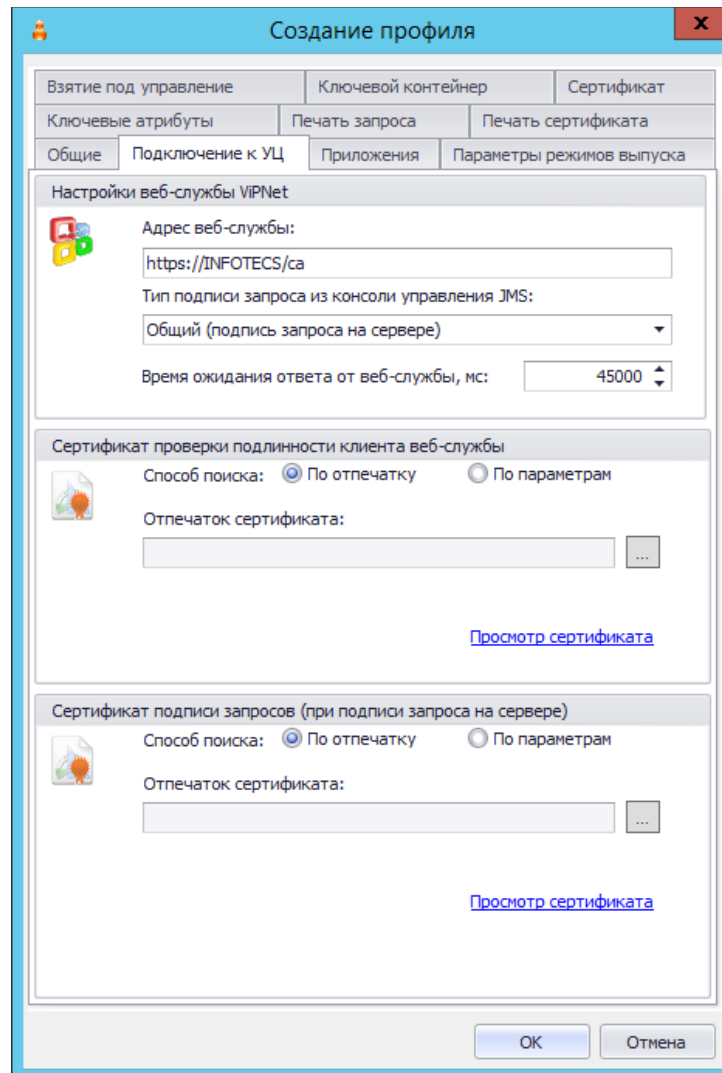 Создание профиля
x
Взятие под управление Ключевой контейнер Сертификат
Ключевые атрибуты Печать запроса Печать сертификата
Общие Подключение к УЦ Приложения Параметры режимов выпуска
Настройки веб-службы ViPNet
Адрес веб-службы:
https://INFOTECS/ca
Тип подписи запроса из консоли управления JMS:
Общий (подпись запроса на сервере)
Время ожидания ответа от веб-службы, мс: 45000
Сертификат проверки подлинности клиента веб-службы
Способ поиска: По отпечатку По параметрам
Отпечаток сертификата:
...
Просмотр сертификата
Сертификат подписи запросов (при подписи запроса на сервере)
Способ поиска: По отпечатку По параметрам
Отпечаток сертификата:
...
Просмотр сертификата
ОК Отмена